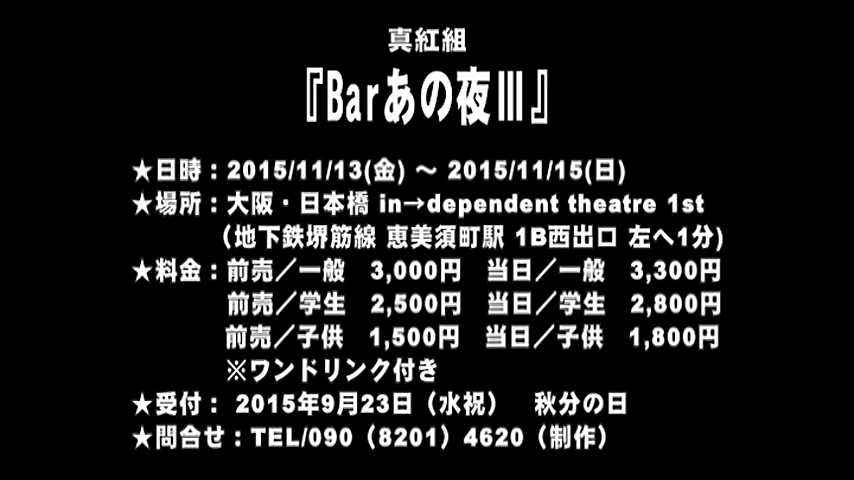 真紅組
『Barあの夜Ⅲ』
★日時：2015/11/13(金) ～ 2015/11/15(日)
★場所：大阪・日本橋 in→dependent theatre 1st
（地下鉄堺筋線 恵美須町駅 1B西出口 左へ1分)
★料金：前売／一般　3,000円　当日／一般　3,300円
前売／学生　2,500円　当日／学生　2,800円
前売／子供　1,500円　当日／子供　1,800円
※ワンドリンク付き
★受付： 2015年9月23日（水祝）　秋分の日
★問合せ：TEL/090（8201）4620（制作）